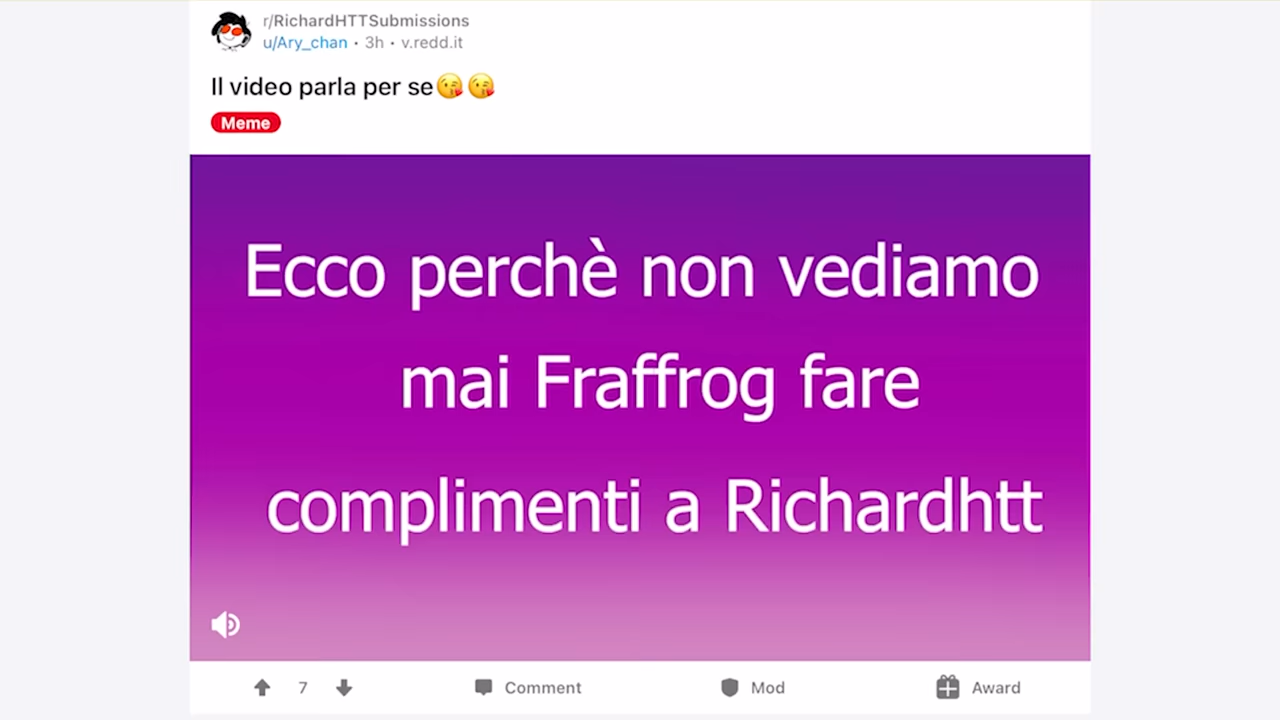 r/RichardHTTSubmissions
u/Ary_chan • 3h • v.redd.it
Il video parla per se😘😘
Meme
Ecco perchè non vediamo
mai Fraffrog fare
complimenti a Richardhtt
7 Comment Mod Award